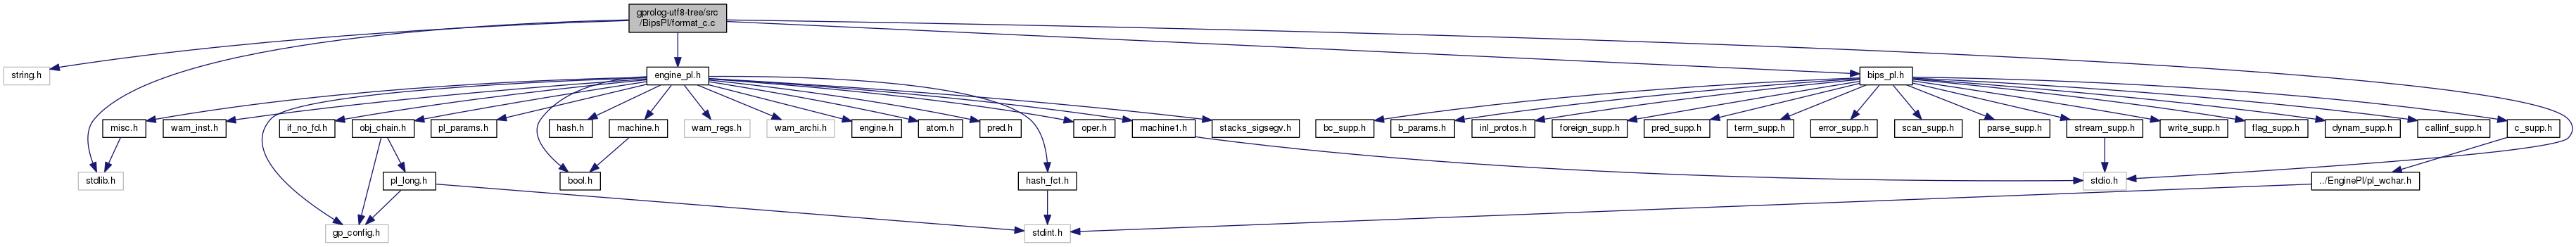 gprolog-utf8-tree/src
/BipsPl/format_c.c
string.h
engine_pl.h
bips_pl.h
misc.h
wam_inst.h
if_no_fd.h
obj_chain.h
pl_params.h
hash.h
machine.h
wam_regs.h
wam_archi.h
engine.h
atom.h
pred.h
oper.h
machine1.h
stacks_sigsegv.h
bc_supp.h
b_params.h
inl_protos.h
foreign_supp.h
pred_supp.h
term_supp.h
error_supp.h
scan_supp.h
parse_supp.h
stream_supp.h
write_supp.h
flag_supp.h
dynam_supp.h
callinf_supp.h
c_supp.h
stdlib.h
pl_long.h
bool.h
hash_fct.h
stdio.h
../EnginePl/pl_wchar.h
gp_config.h
stdint.h